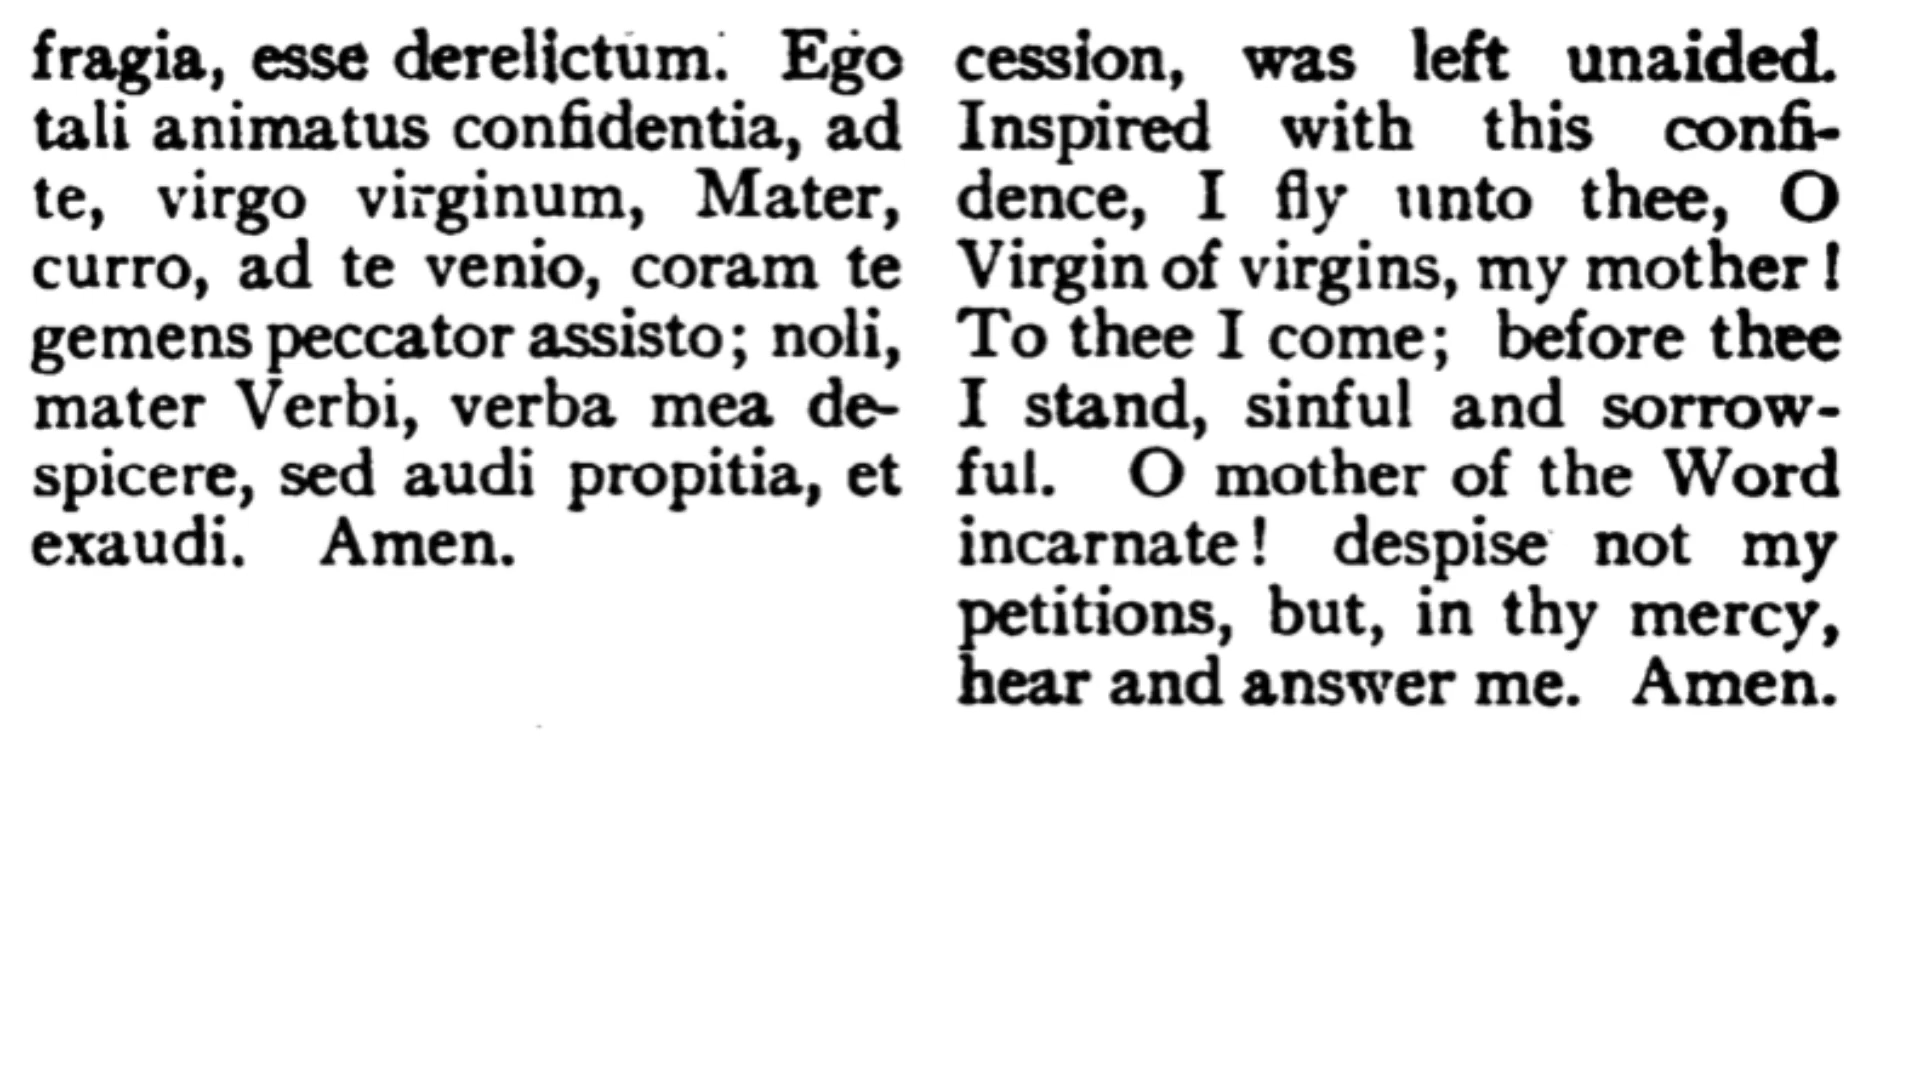 fragia, esse derelictum. Ego
tali animatus confidentia, ad
te, virgo virginum, Mater,
curro, ad te venio, coram te
gemens peccator assisto; noli,
mater Verbi, verba mea de-
spicere, sed audi propitia, et
exaudi. Amen.
cession, was left unaided.
Inspired with this confi-
dence, I fly unto thee, O
Virgin of virgins, my mother!
To thee I come; before thee
I stand, sinful and sorrow-
ful. O mother of the Word
incarnate! despise not my
petitions, but, in thy mercy,
hear and answer me. Amen.